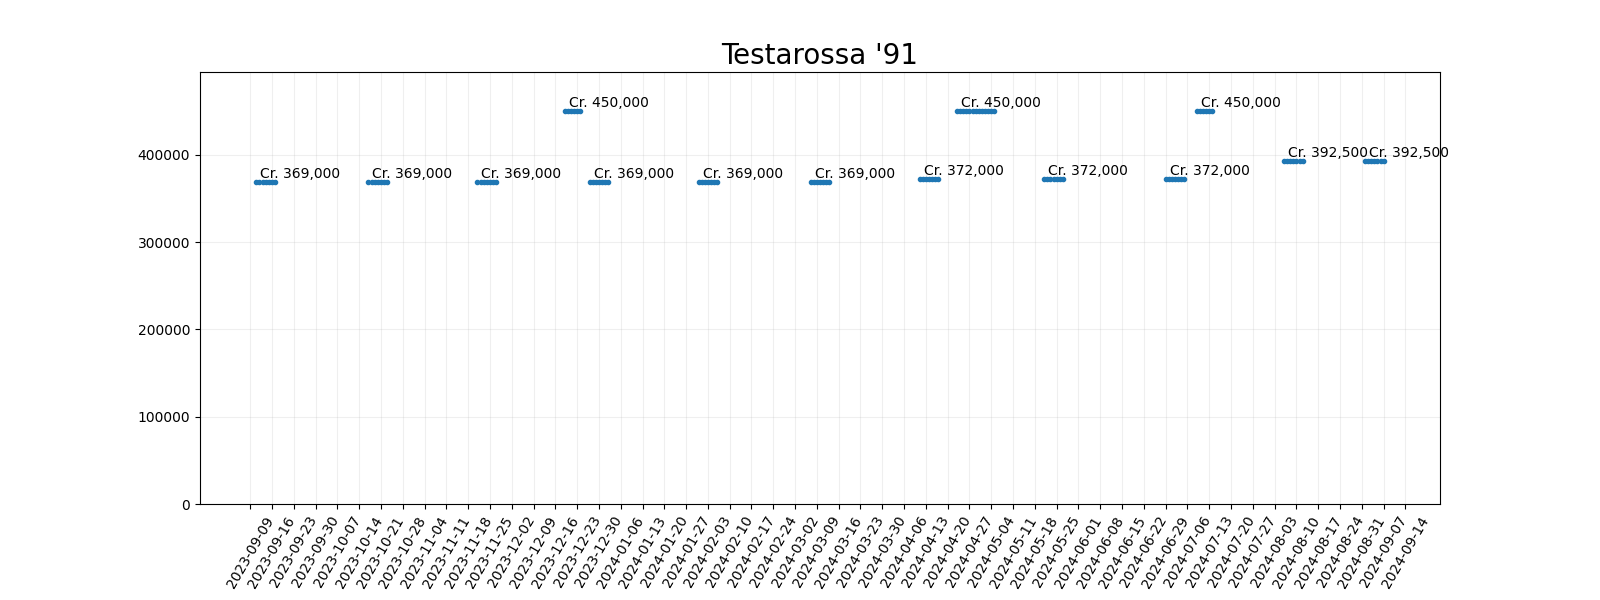 Testarossa '91
Cr. 450,000 Cr. 450,000 Cr. 450,000
400000
Cr. 392,500 Cr. 392,500
Cr. 369,000 Cr. 369,000 Cr. 369,000 Cr. 369,000 Cr. 369,000 Cr. 369,000 Cr. 372,000 Cr. 372,000 Cr. 372,000
300000
200000
100000
0
2023-09-09 2023-09-16 2023-09-23 2023-09-30 2023-10-07 2023-10-14 2023-10-21 2023-10-28 2023-11-04 2023-11-11 2023-11-18 2023-11-25 2023-12-02 2023-12-09 2023-12-16 2023-12-23 2023-12-30 2024-01-06 2024-01-13 2024-01-20 2024-01-27 2024-02-03 2024-02-10 2024-02-17 2024-02-24 2024-03-02 2024-03-09 2024-03-16 2024-03-23 2024-03-30 2024-04-06 2024-04-13 2024-04-20 2024-04-27 2024-05-04 2024-05-11 2024-05-18 2024-05-25 2024-06-01 2024-06-08 2024-06-15 2024-06-22 2024-06-29 2024-07-06 2024-07-13 2024-07-20 2024-07-27 2024-08-03 2024-08-10 2024-08-17 2024-08-24 2024-08-31 2024-09-07 2024-09-14